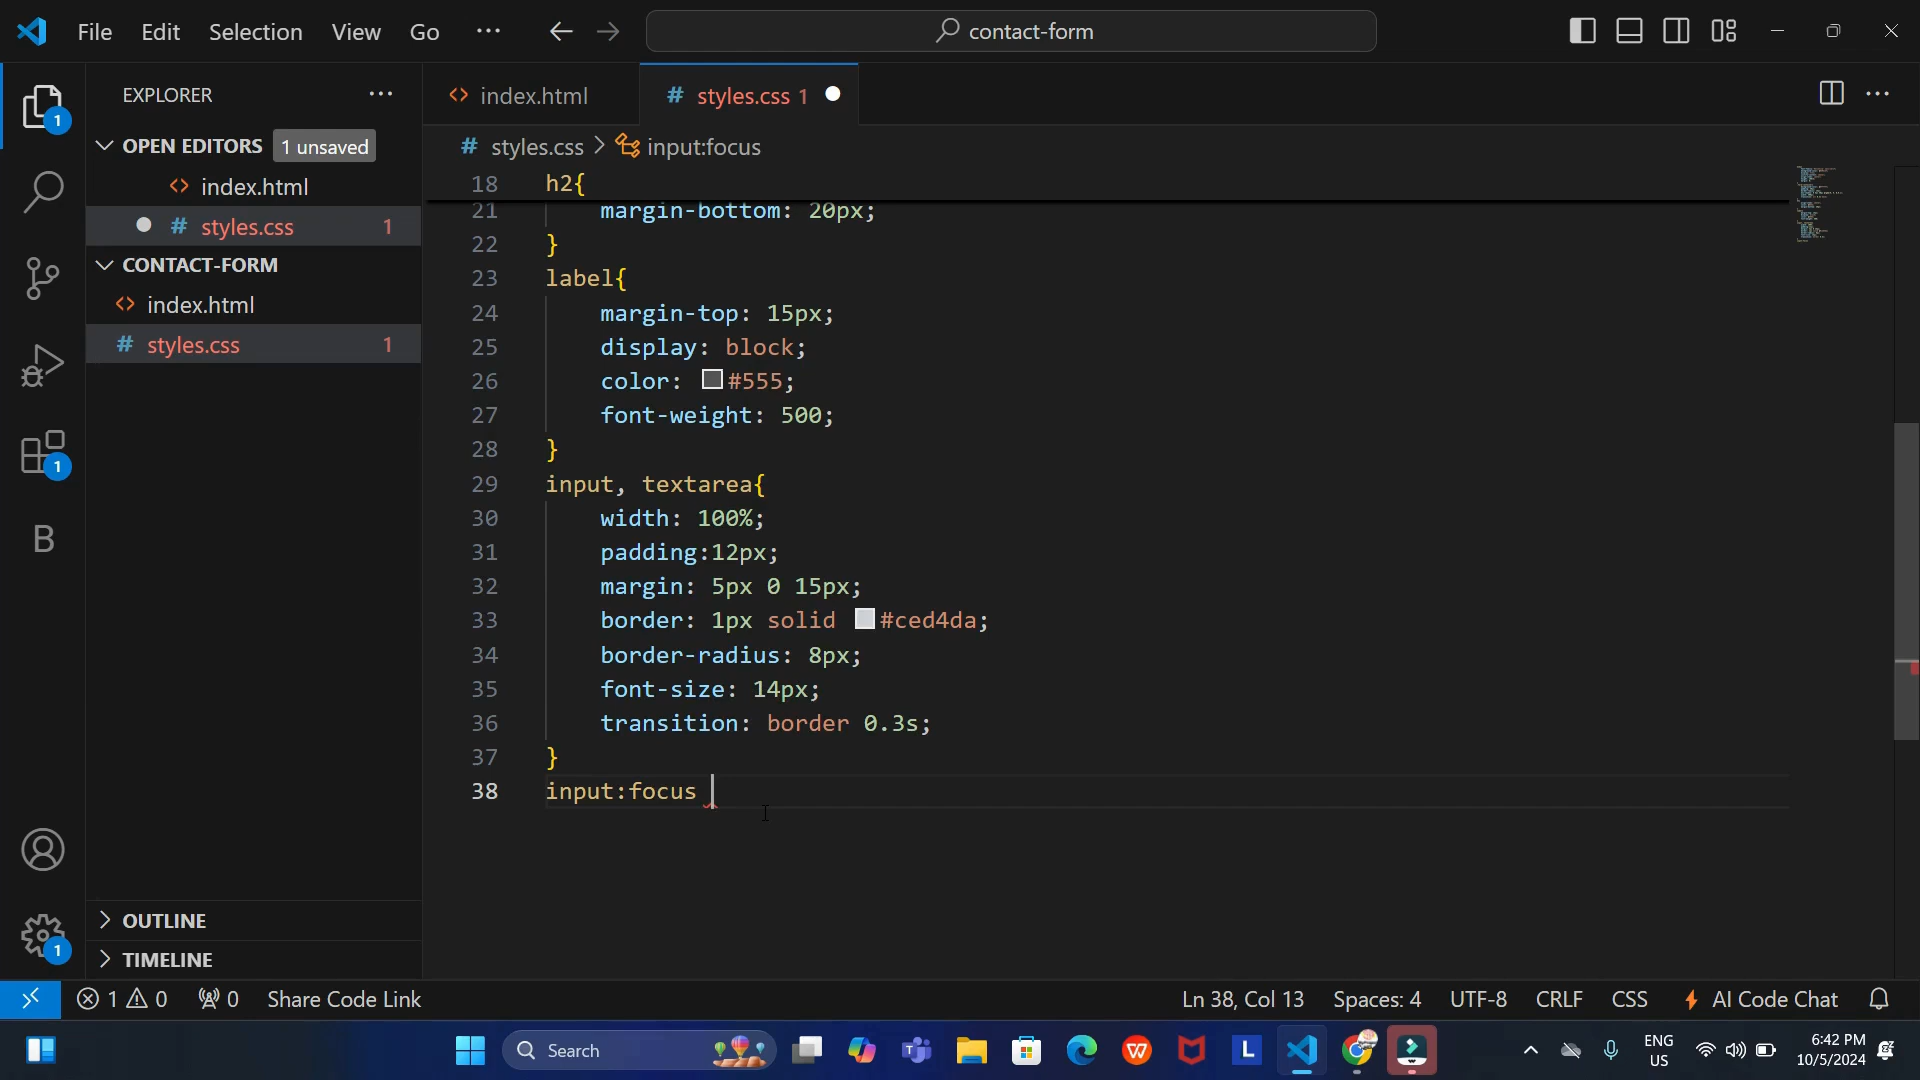 File Edit Selection View Go ··· contact-form
EXPLORER ···
OPEN EDITORS 1 unsaved
index.html
styles.css 1
CONTACT-FORM
index.html
styles.css 1
OUTLINE
TIMELINE
1
B
1
1
index.html # styles.css 1
# styles.css > input:focus
18 h2{
21 margin-bottom: 20px;
22 }
23 label{
24 margin-top: 15px;
25 display: block;
26 color: #555;
27 font-weight: 500;
28 }
29 input, textarea{
30 width: 100%;
31 padding:12px;
32 margin: 5px 0 15px;
33 border: 1px solid #ced4da;
34 border-radius: 8px;
35 font-size: 14px;
36 transition: border 0.3s;
37 }
38 input:focus
1 0 0 Share Code Link Ln 38, Col 13 Spaces: 4 UTF-8 CRLF CSS AI Code Chat
Search L ENG US 6:42 PM 10/5/2024